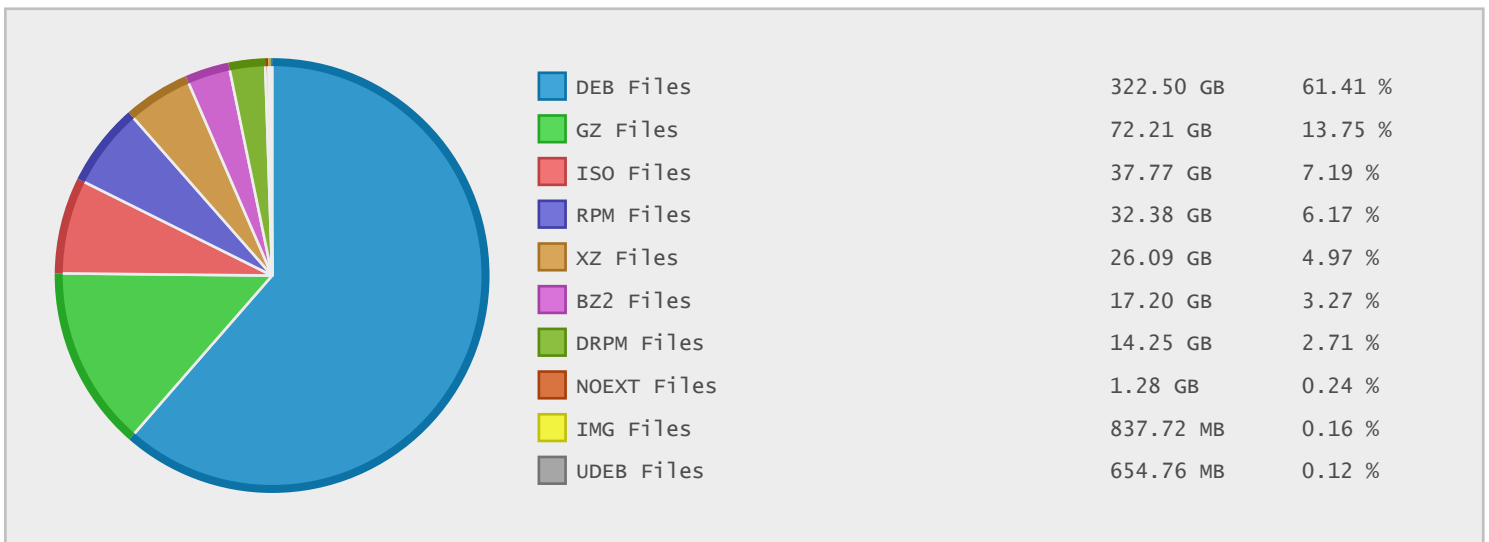 DEB Files 322.50 GB 61.41 %
GZ Files 72.21 GB 13.75 %
ISO Files 37.77 GB 7.19 %
RPM Files 32.38 GB 6.17 %
XZ Files 26.09 GB 4.97 %
BZ2 Files 17.20 GB 3.27 %
DRPM Files 14.25 GB 2.71 %
NOEXT Files 1.28 GB 0.24 %
IMG Files 837.72 MB 0.16 %
UDEB Files 654.76 MB 0.12 %